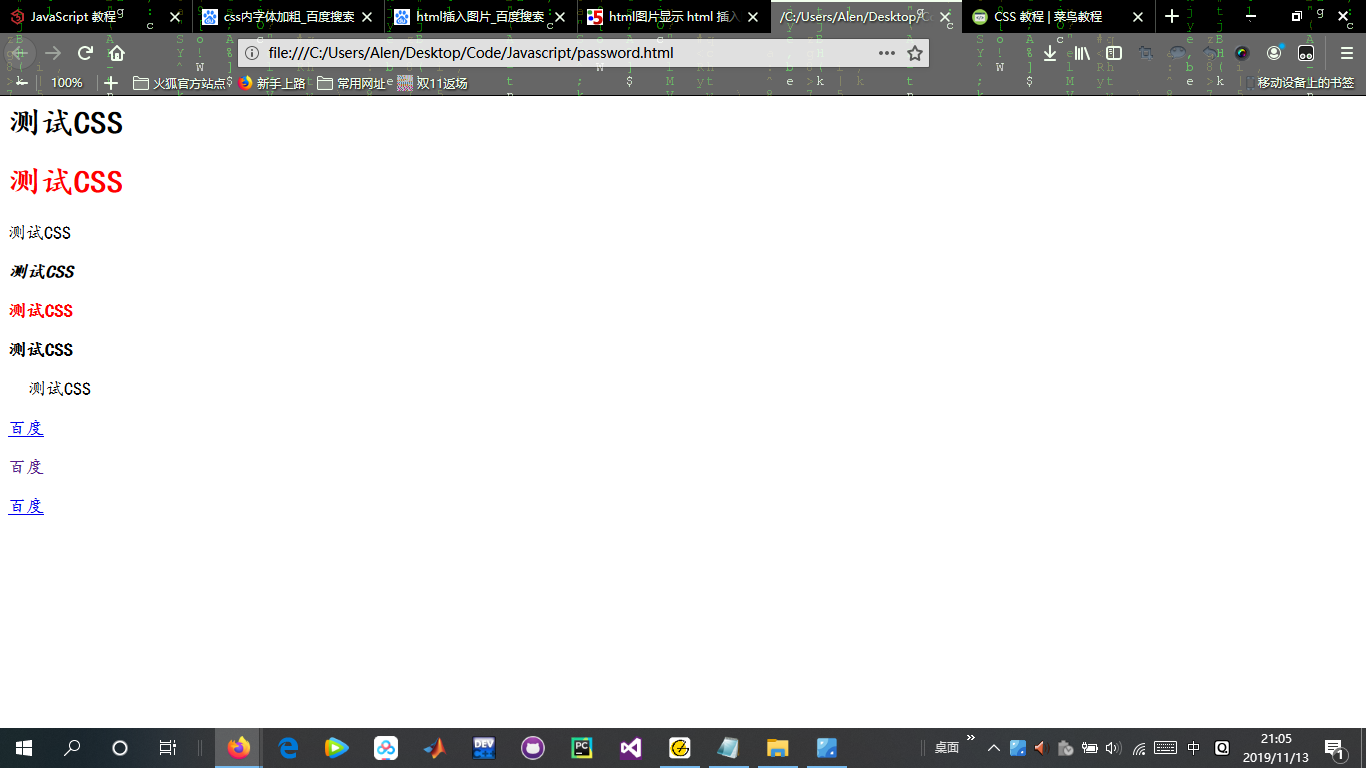 JavaScript 教程
css内字体加粗_百度搜索
html插入图片_百度搜索
html图片显示 html 插入
/C:/Users/Alen/Desktop/Co
CSS 教程 | 菜鸟教程
file:///C:/Users/Alen/Desktop/Code/Javascript/password.html
100%
火狐官方站点
新手上路
常用网址
双11返场
移动设备上的书签
测试CSS
测试CSS
测试CSS
测试CSS
测试CSS
测试CSS
测试CSS
百度
百度
百度
DEV
PC
桌面
中
21:05
2019/11/13
1